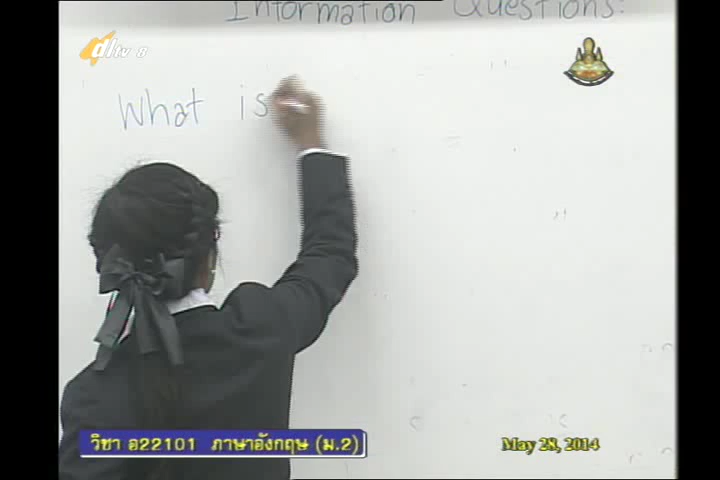 Information Questions:
dltv 8
What is
วิชา อ22101 ภาษาอังกฤษ (ม.2)
May 28, 2014